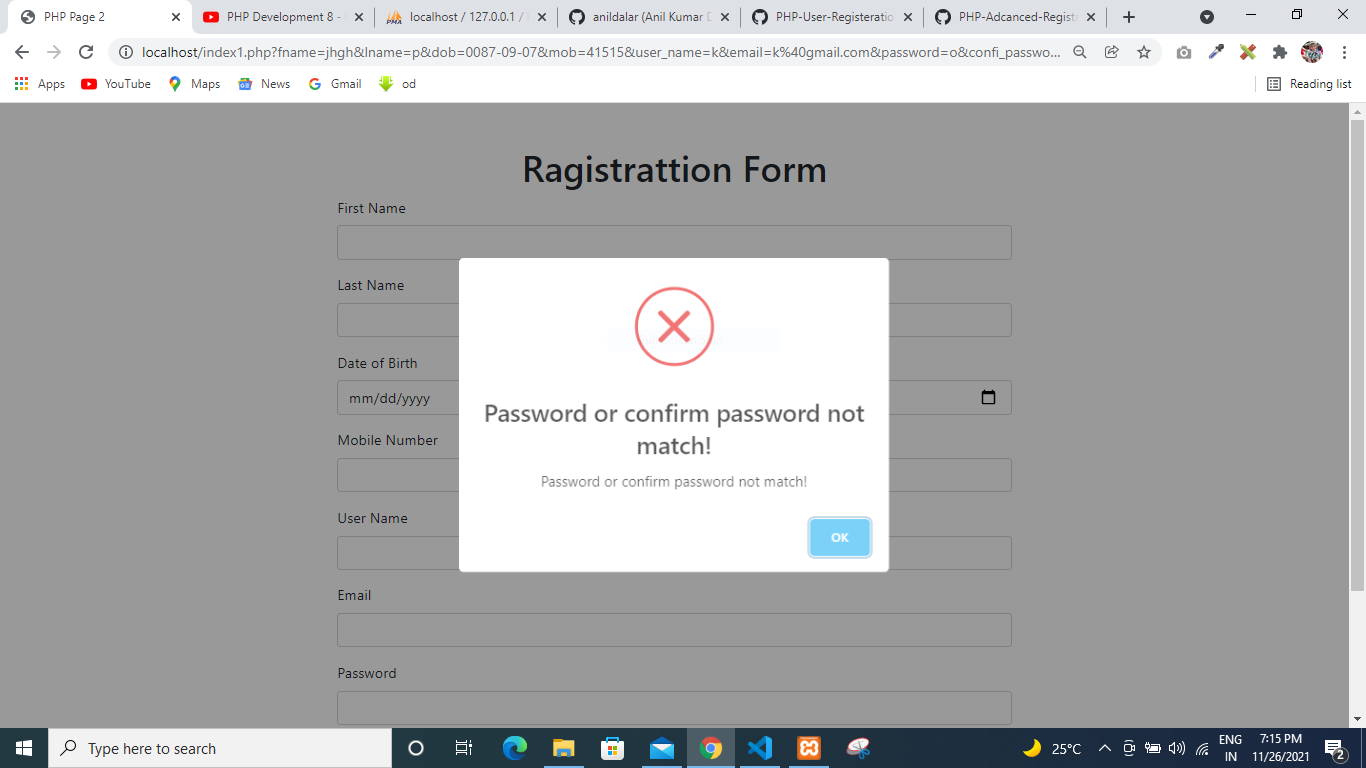 PHP Page 2
PHP Development 8 -
localhost / 127.0.0.1 /
anildalar (Anil Kumar D
PHP-User-Registeratio
PHP-Adcanced-Registr
localhost/index1.php?fname=jhgh&lname=p&dob=0087-09-07&mob=41515&user_name=k&email=k%40gmail.com&password=o&confi_passwo...
Apps
YouTube
Maps
News
Gmail
od
Reading list
Ragistrattion Form
First Name
Last Name
Date of Birth
mm/dd/yyyy
Mobile Number
User Name
Email
Password
Password or confirm password not
match!
Password or confirm password not match!
OK
Type here to search
25°C
ENG
IN
7:15 PM
11/26/2021
2